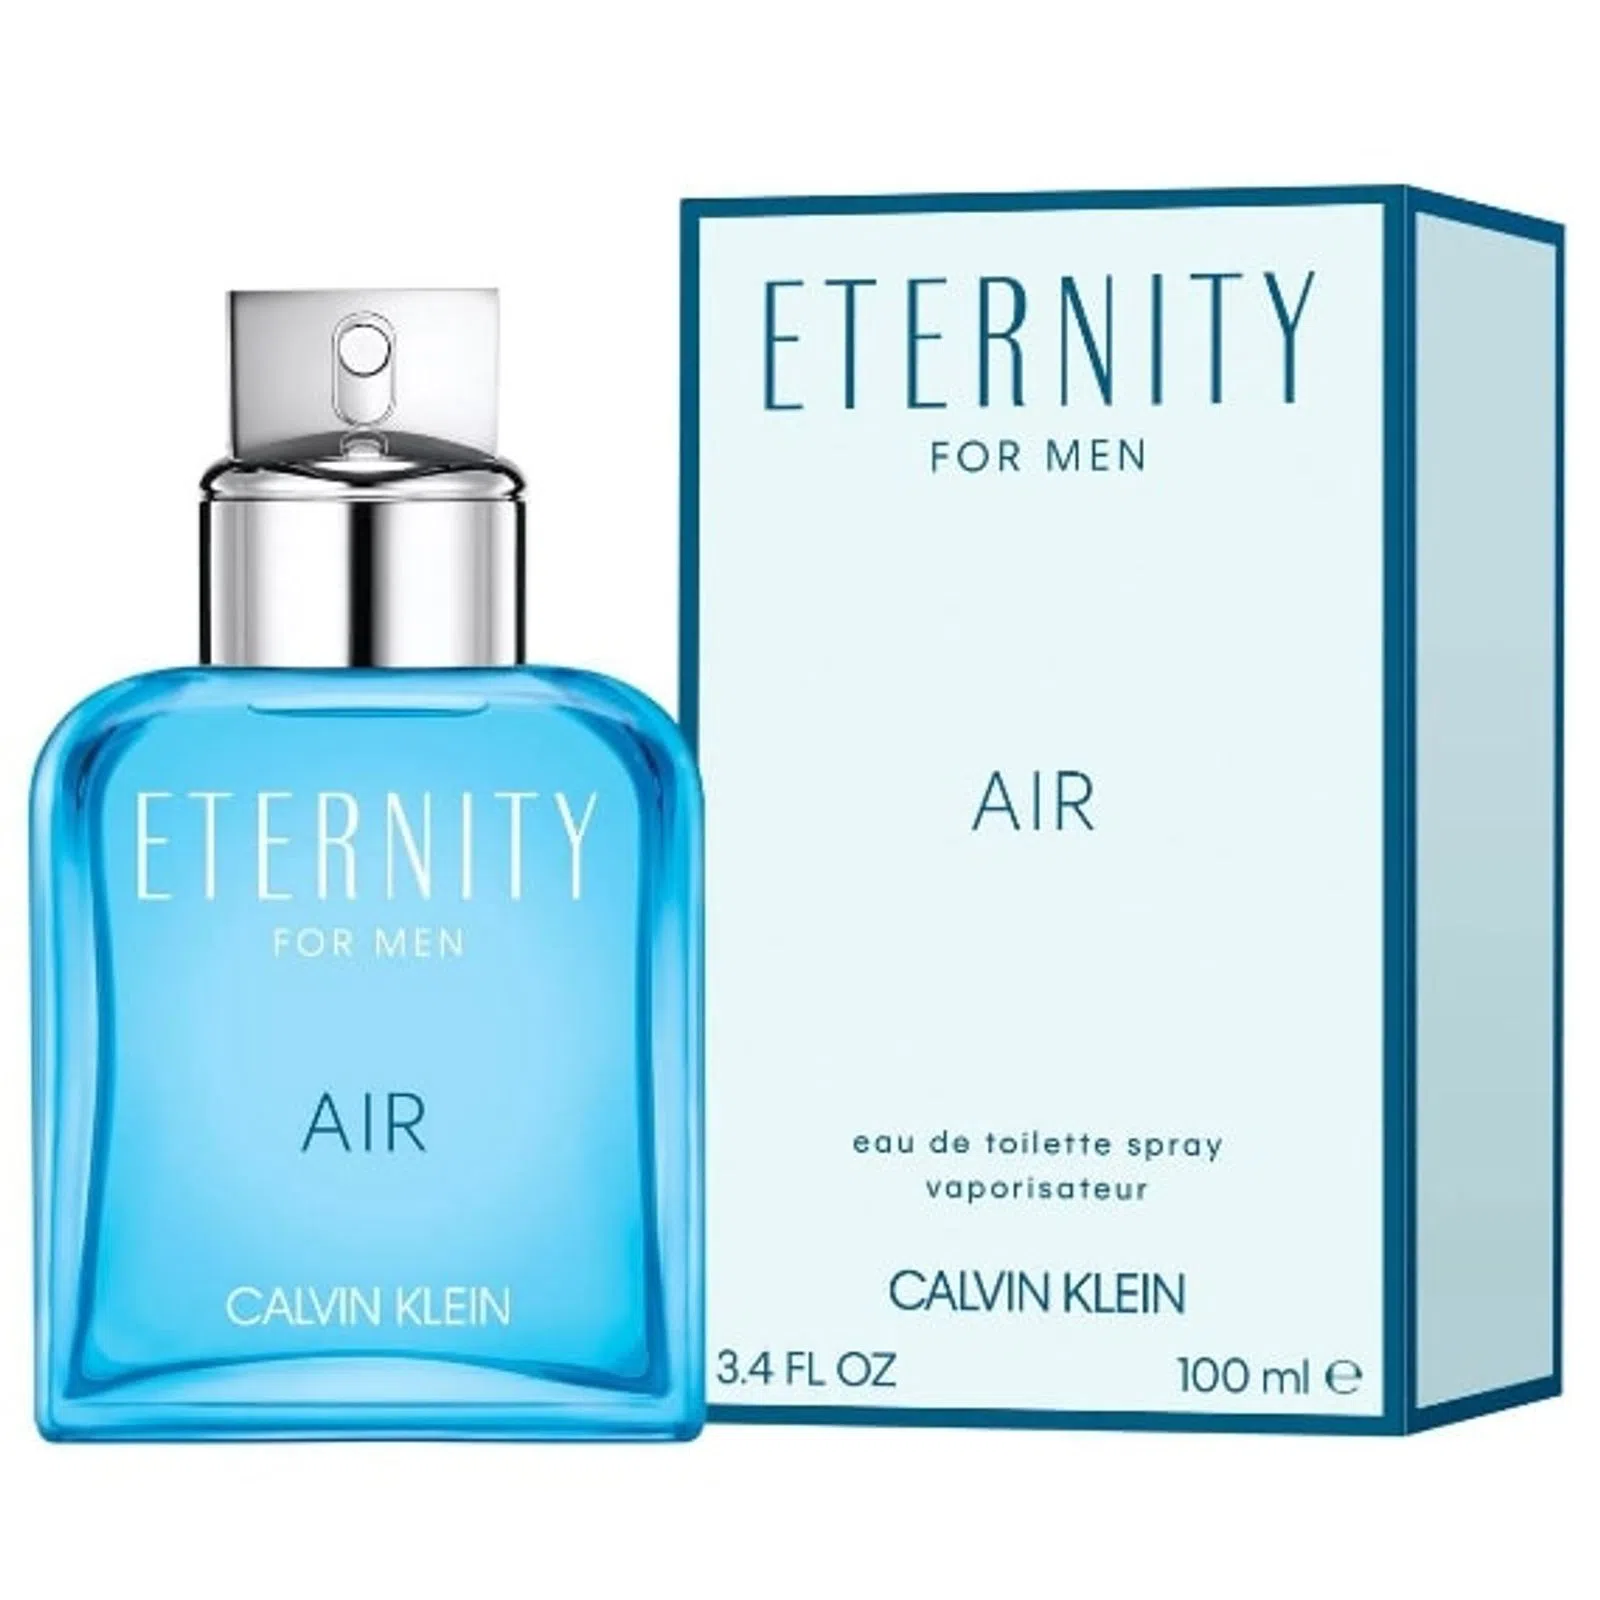 ETERNITY
FOR MEN
AIR
CALVIN KLEIN
ETERNITY
FOR MEN
AIR
eau de toilette spray
vaporisateur
CALVIN KLEIN
3.4 FL OZ 100 ml ℮